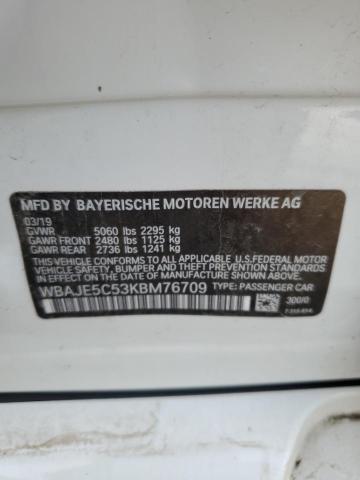 MFD BY BAYERISCHE MOTOREN WERKE AG
03/19
GVWR 5060 lbs 2295 kg
GAWR FRONT 2480 lbs 1125 kg
GAWR REAR 2736 lbs 1241 kg
THIS VEHICLE CONFORMS TO ALL APPLICABLE U.S.FEDERAL MOTOR
VEHICLE SAFETY, BUMPER, AND THEFT PREVENTION STANDARDS
IN EFFECT ON THE DATE OF MANUFACTURE SHOWN ABOVE.
WBAJE5C53KBM76709 TYPE: PASSENGER CAR
300/0